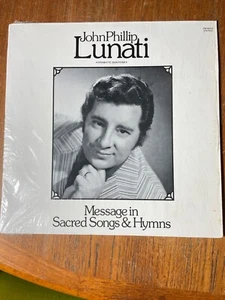 John Phillip
Lunati
Message in
Sacred Songs & Hymns